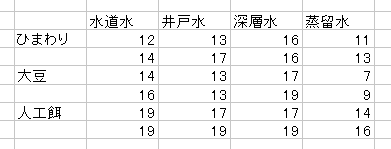 水道水 井戸水 深層水 蒸留水
ひまわり 12 13 16 11
14 17 16 13
大豆 14 13 17 7
16 13 19 9
人工餌 19 17 17 14
19 19 19 16